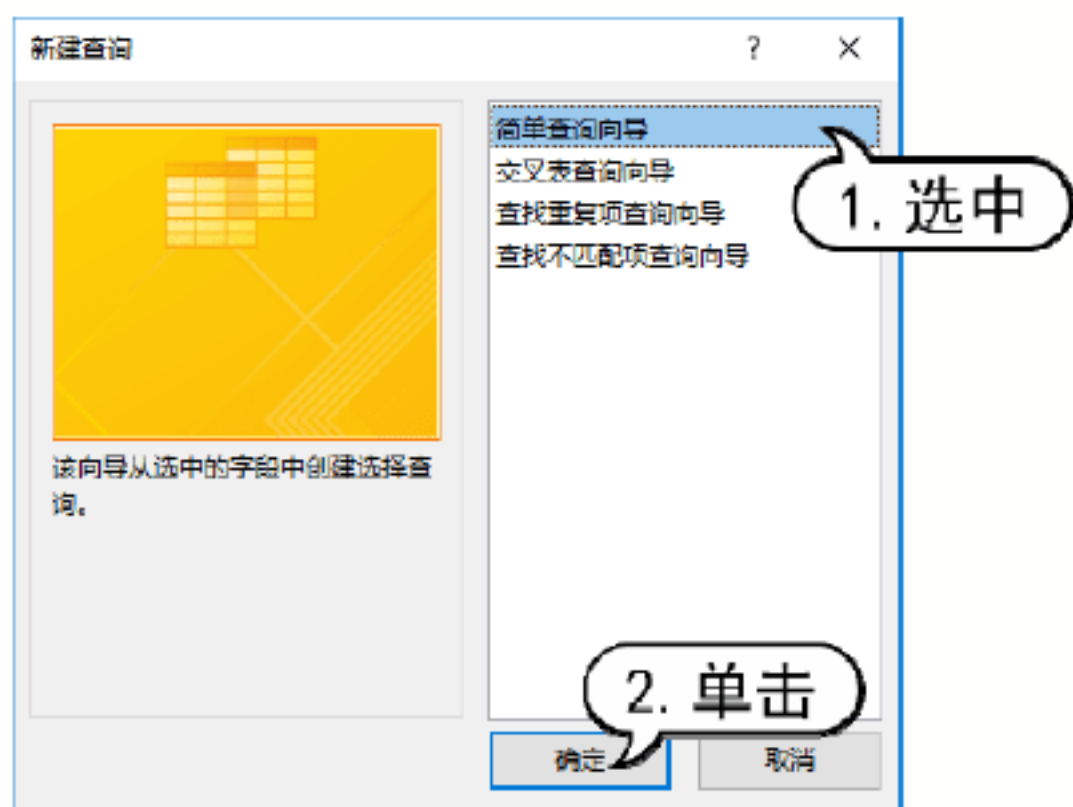 新建查询 ?
简单查询向导
交叉表查询向导
查找重复项查询向导
查找不匹配项查询向导
1. 选中
该向导从选中的字段中创建选择查
询。
2. 单击
确定
取消